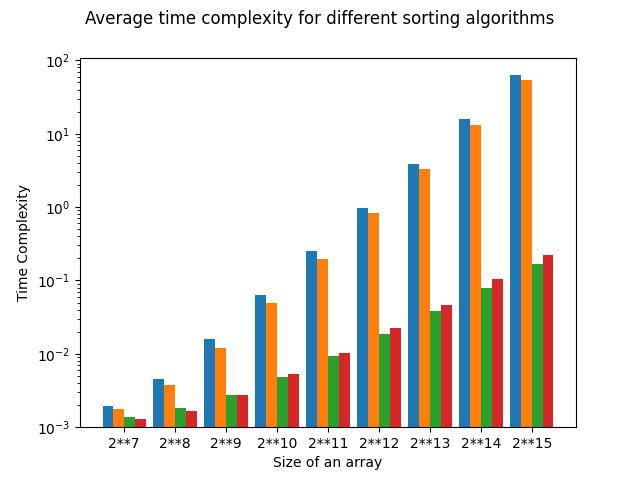 Average time complexity for different sorting algorithms
10²
10¹
10⁰
10⁻¹
10⁻²
10⁻³
Time Complexity
2**7 2**8 2**9 2**10 2**11 2**12 2**13 2**14 2**15
Size of an array